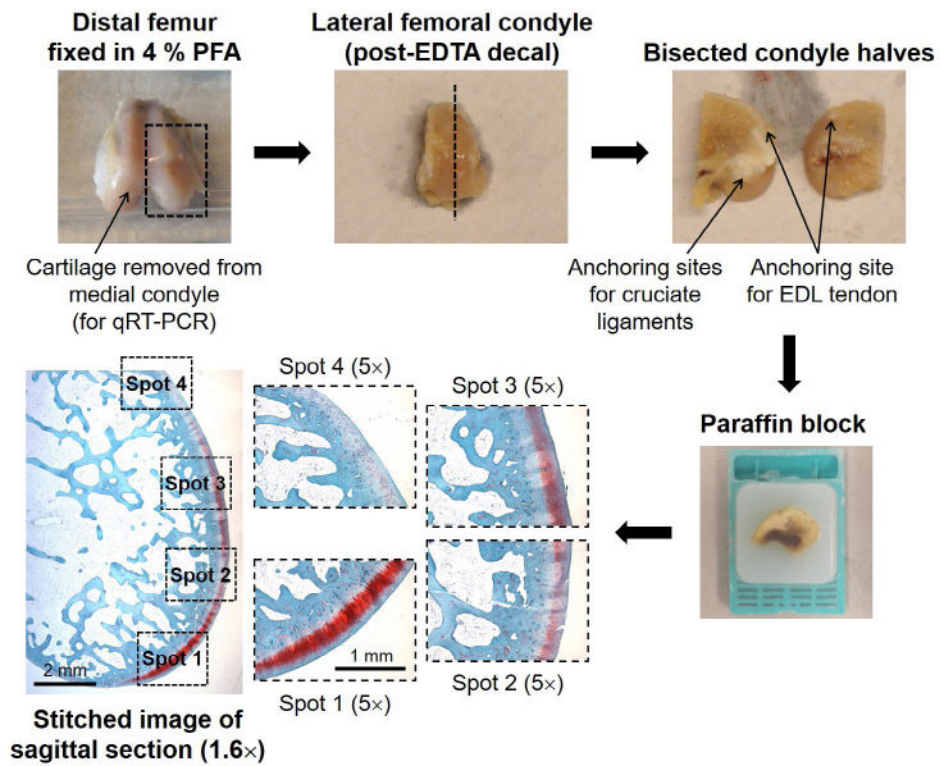 Distal femur
fixed in 4 % PFA
Lateral femoral condyle
(post-EDTA decal)
Bisected condyle halves
Cartilage removed from
medial condyle
(for qRT-PCR)
Anchoring sites
for cruciate
ligaments
Anchoring site
for EDL tendon
Paraffin block
Spot 4
Spot 3
Spot 2
Spot 1
2 mm
Stitched image of
sagittal section (1.6×)
Spot 4 (5×)
Spot 3 (5×)
1 mm
Spot 1 (5×)
Spot 2 (5×)